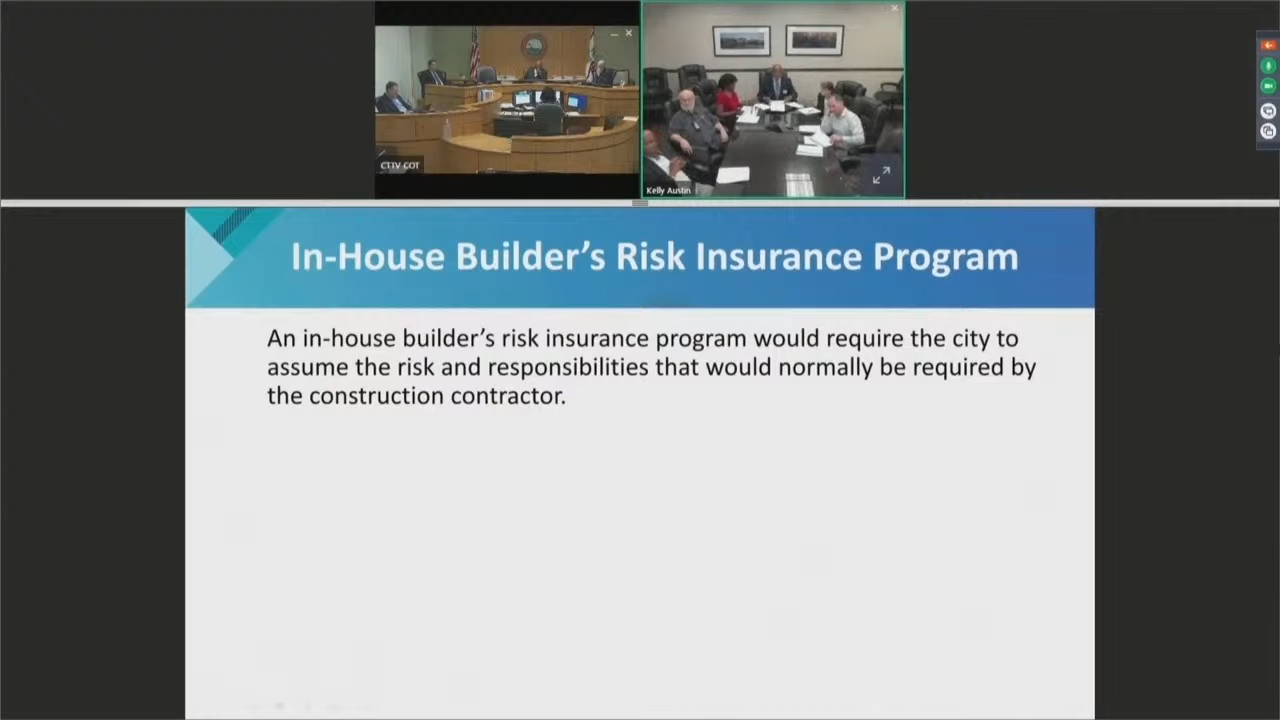 CTTV-COT
Kelly Austin
In-House Builder’s Risk Insurance Program
An in-house builder’s risk insurance program would require the city to
assume the risk and responsibilities that would normally be required by
the construction contractor.